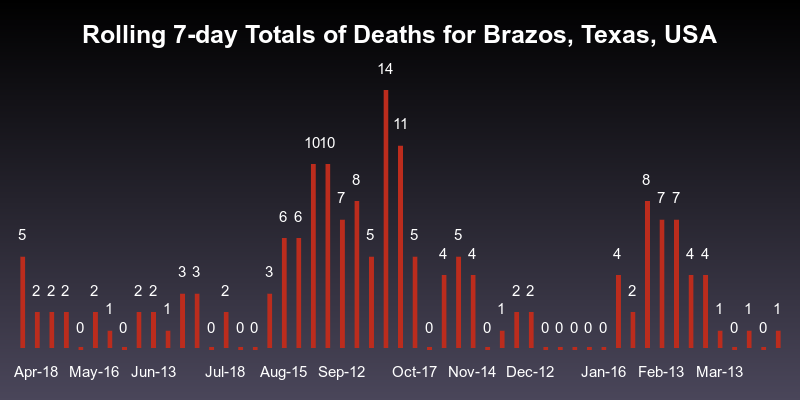 Rolling 7-day Totals of Deaths for Brazos, Texas, USA
5 2 2 2 0 2 1 0 2 2 1 3 3 0 2 0 0 3 6 6 10 10 7 8 5 14 11 5 0 4 5 4 0 1 2 2 0 0 0 0 0 4 2 8 7 7 4 4 1 0 1 0 1
Apr-18 May-16 Jun-13 Jul-18 Aug-15 Sep-12 Oct-17 Nov-14 Dec-12 Jan-16 Feb-13 Mar-13